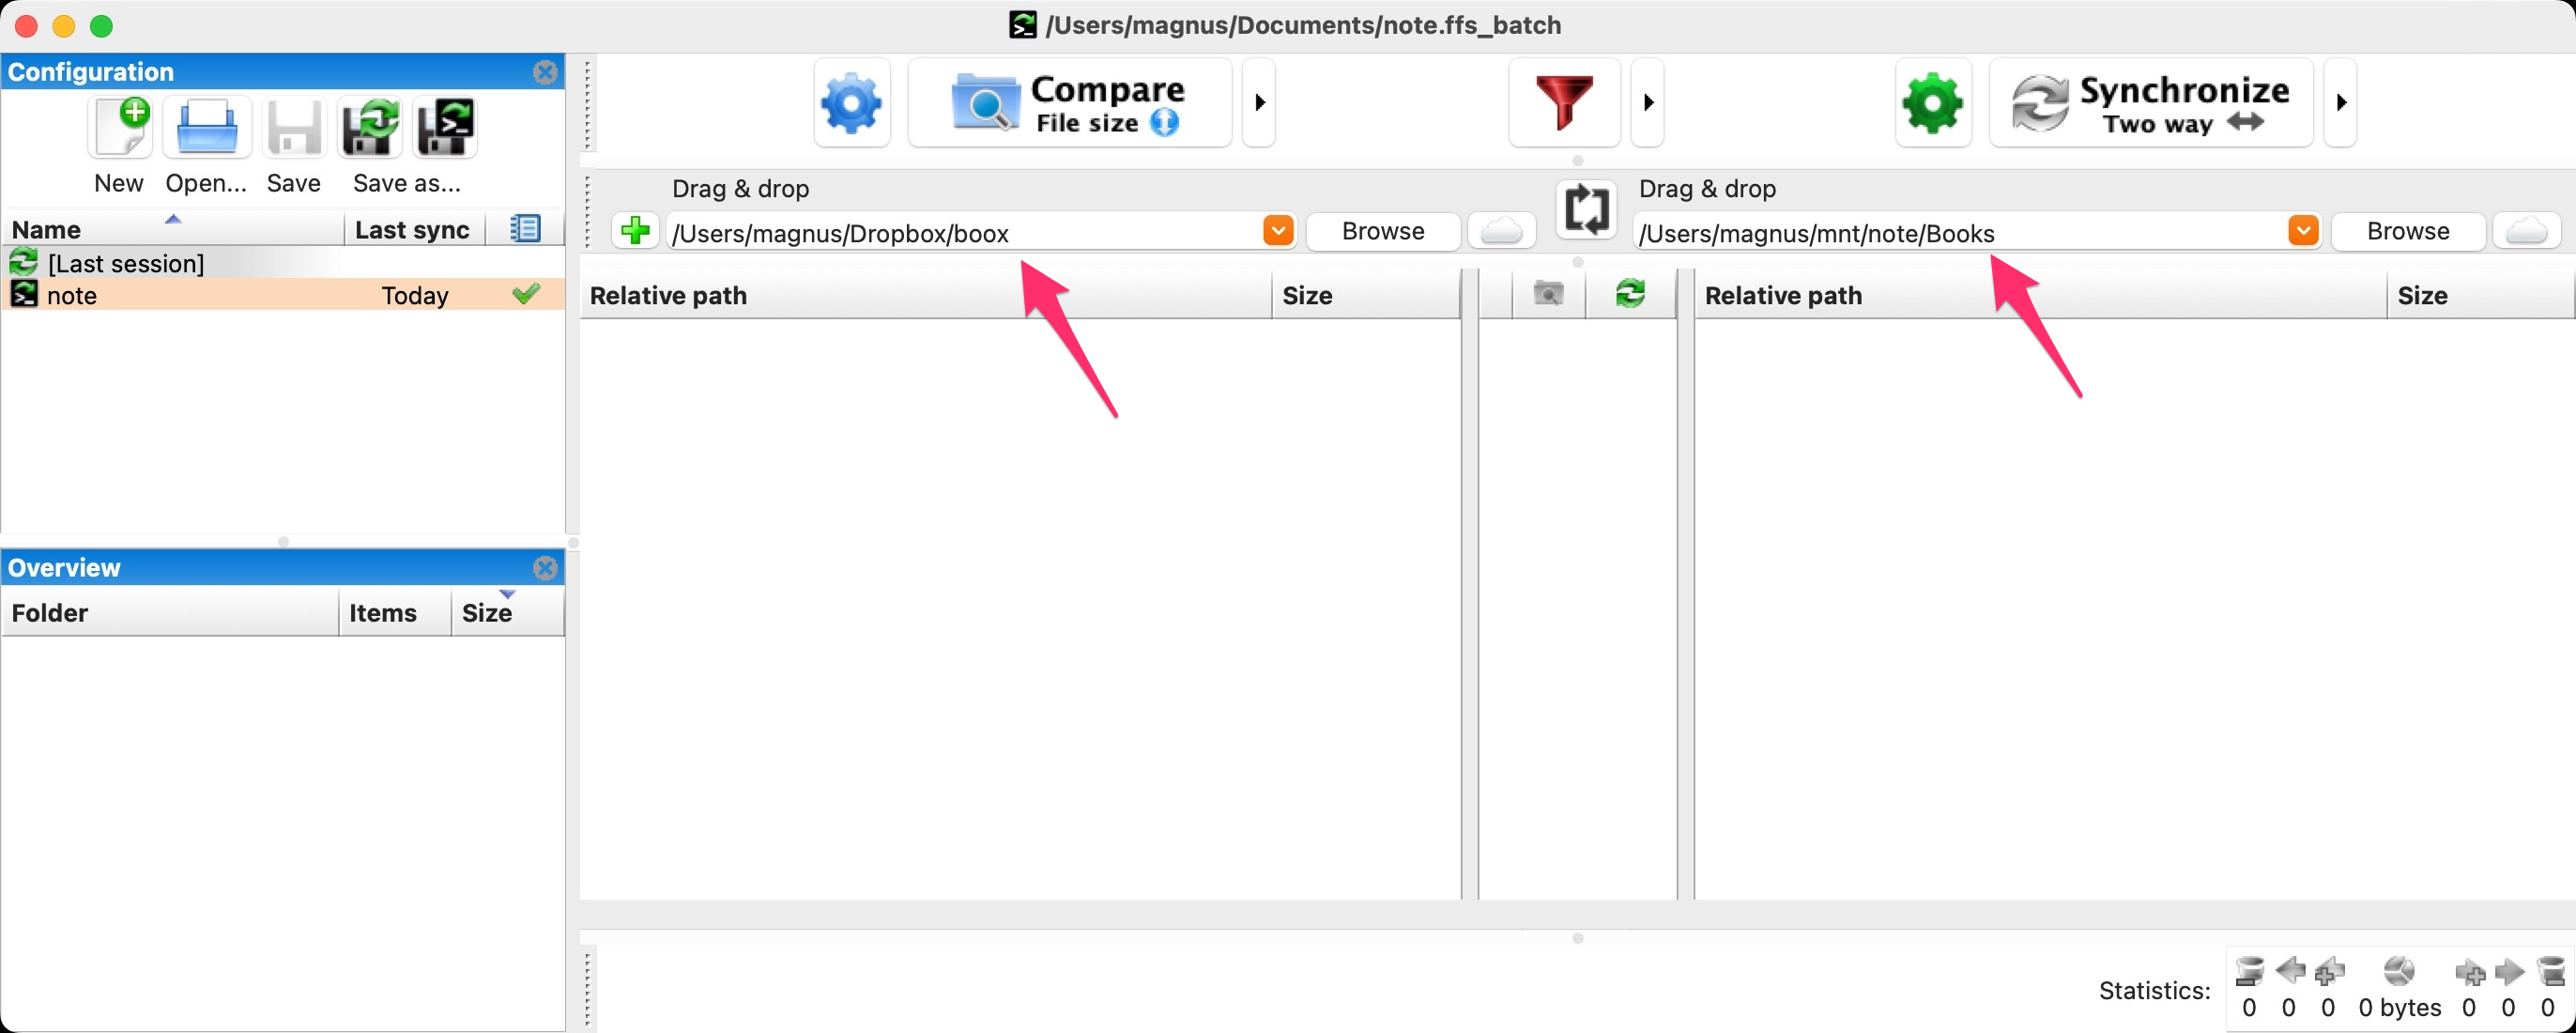 /Users/magnus/Documents/note.ffs_batch
Configuration
New Open... Save Save as...
Name Last sync
[Last session]
note Today
Overview
Folder Items Size
Compare
File size
Synchronize
Two way
Drag & drop
/Users/magnus/Dropbox/boox Browse
Drag & drop
/Users/magnus/mnt/note/Books Browse
Relative path Size
Relative path Size
Statistics: 0 0 0 0 bytes 0 0 0